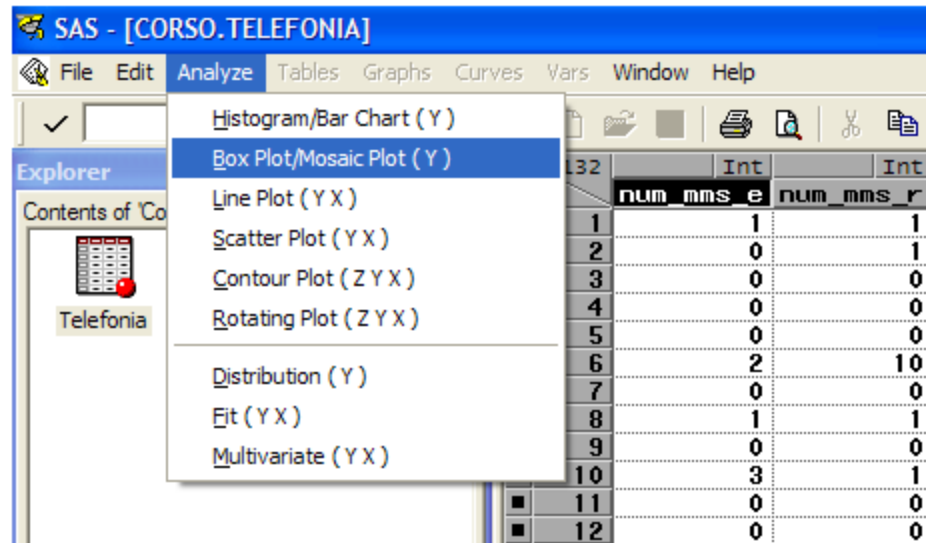 SAS - [CORSO.TELEFONIA]
File Edit Analyze Tables Graphs Curves Vars Window Help
Histogram/Bar Chart ( Y )
Box Plot/Mosaic Plot ( Y )
Line Plot ( Y X )
Scatter Plot ( Y X )
Contour Plot ( Z Y X )
Rotating Plot ( Z Y X )
Distribution ( Y )
Fit ( Y X )
Multivariate ( Y X )
Explorer
Contents of 'Co
Telefonia
132 Int Int
num_mms_e num_mms_r
1 1 1
2 0 1
3 0 0
4 0 0
5 0 0
6 2 10
7 0 0
8 1 1
9 0 0
10 3 1
11 0 0
12 0 0